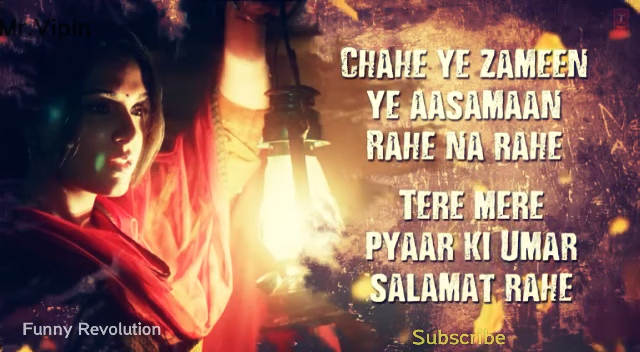 Mr. Vipin
CHAHE YE ZAMEEN
YE AASAMAAN
RAHE NA RAHE
TERE MERE
PYAAR KI UMAR
SALAMAT RAHE
Funny Revolution
Subscribe